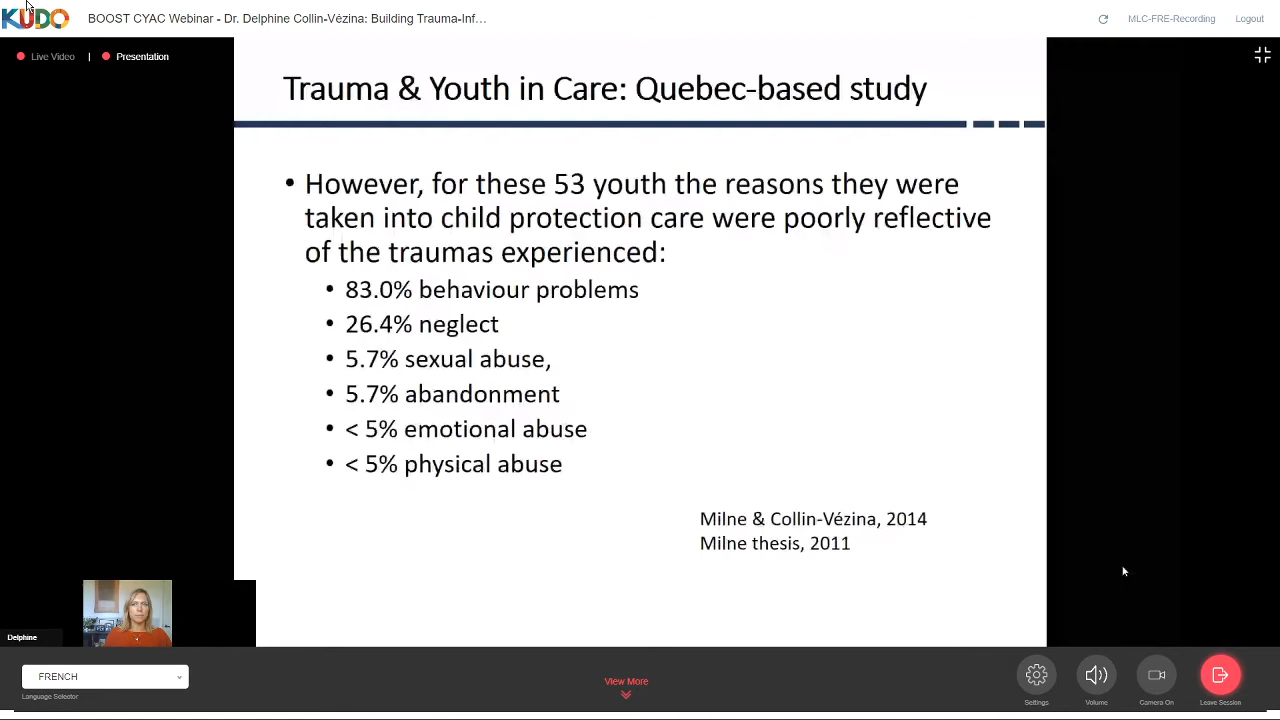 KUDO
BOOST CYAC Webinar - Dr. Delphine Collin-Vézina: Building Trauma-Inf...
MLC-FRE-Recording
Logout
Live Video | Presentation
Trauma & Youth in Care: Quebec-based study
• However, for these 53 youth the reasons they were
taken into child protection care were poorly reflective
of the traumas experienced:
• 83.0% behaviour problems
• 26.4% neglect
• 5.7% sexual abuse,
• 5.7% abandonment
• < 5% emotional abuse
• < 5% physical abuse
Milne & Collin-Vézina, 2014
Milne thesis, 2011
Delphine
FRENCH
Language Selector
View More
Settings
Volume
Camera On
Leave Session